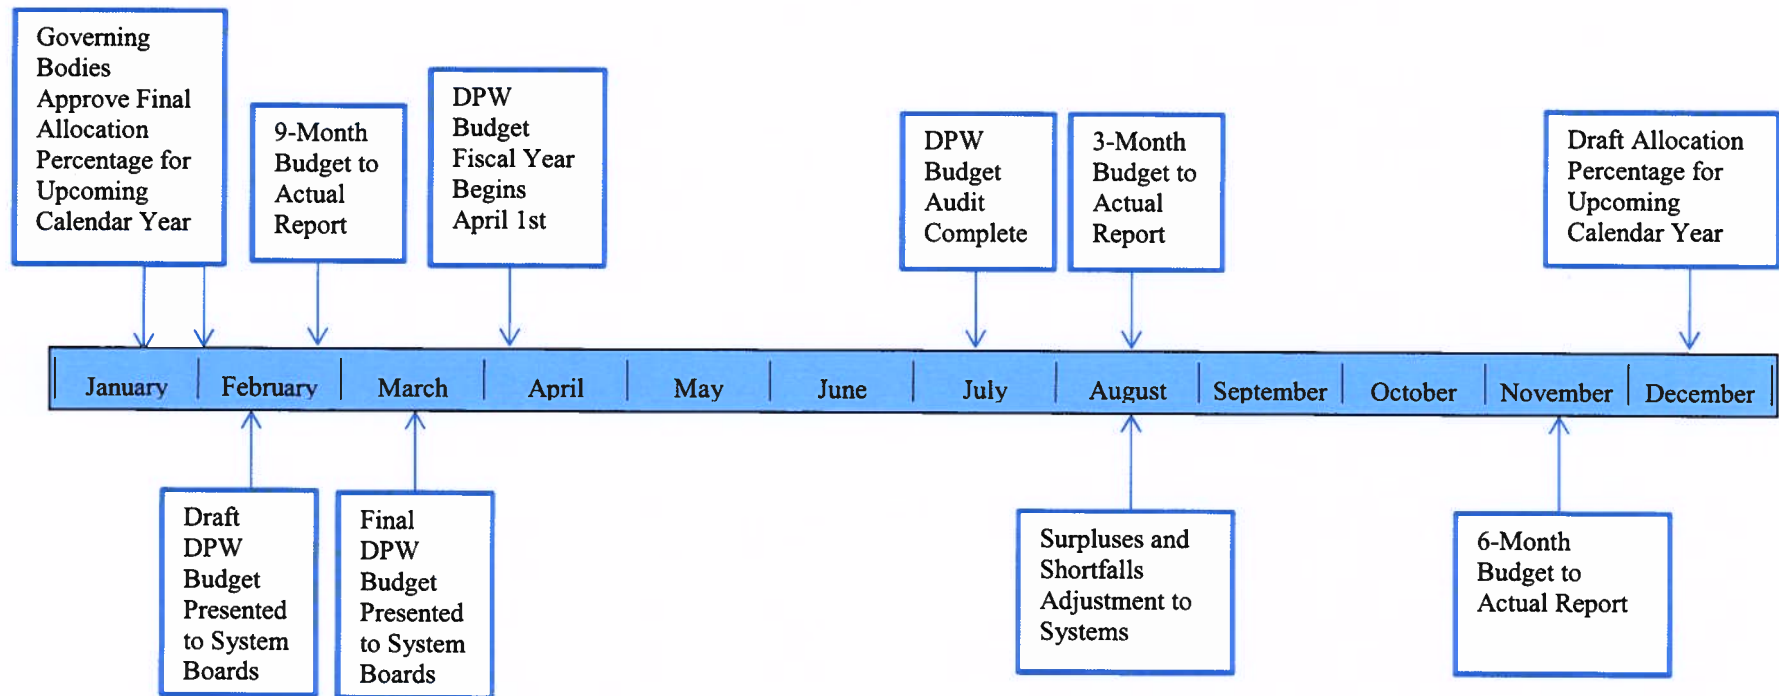 Governing
Bodies
Approve Final
Allocation
Percentage for
Upcoming
Calendar Year
9-Month
Budget to
Actual
Report
DPW
Budget
Fiscal Year
Begins
April 1st
DPW
Budget
Audit
Complete
3-Month
Budget to
Actual
Report
Draft Allocation
Percentage for
Upcoming
Calendar Year
January February March April May June July August September October November December
Draft
DPW
Budget
Presented
to System
Boards
Final
DPW
Budget
Presented
to System
Boards
Surpluses and
Shortfalls
Adjustment to
Systems
6-Month
Budget to
Actual Report